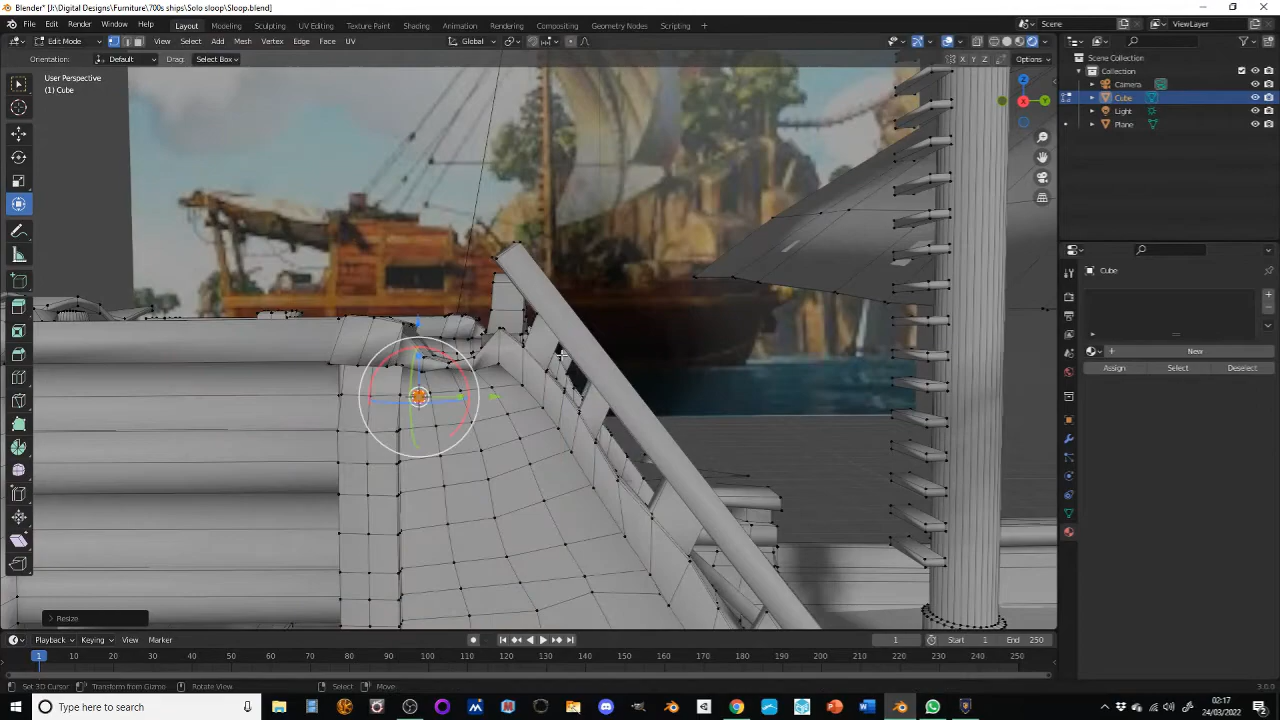 Blender* [J:\Digital Designs\Furniture\700s ships\Solo sloop\Sloop.blend]
File Edit Render Window Help Layout Modeling Sculpting UV Editing Texture Paint Shading Animation Rendering Compositing Geometry Nodes Scripting Scene ViewLayer
Edit Mode View Select Add Mesh Vertex Edge Face UV Global
Orientation: Default Drag: Select Box X Y Z Options
User Perspective
(1) Cube
Z
X Y
Scene Collection
Collection
Camera
Cube
Light
Plane
Cube
New
Assign Select Deselect
Resize
Playback Keying View Marker 1 Start 1 End 250
1 10 20 30 40 50 60 70 80 90 100 110 120 130 140 150 160 170 180 190 200 210 220 230 240 250
Set 3D Cursor Transform from Gizmo Rotate View Select Move 3.0.0
Type here to search
02:17
24/03/2022